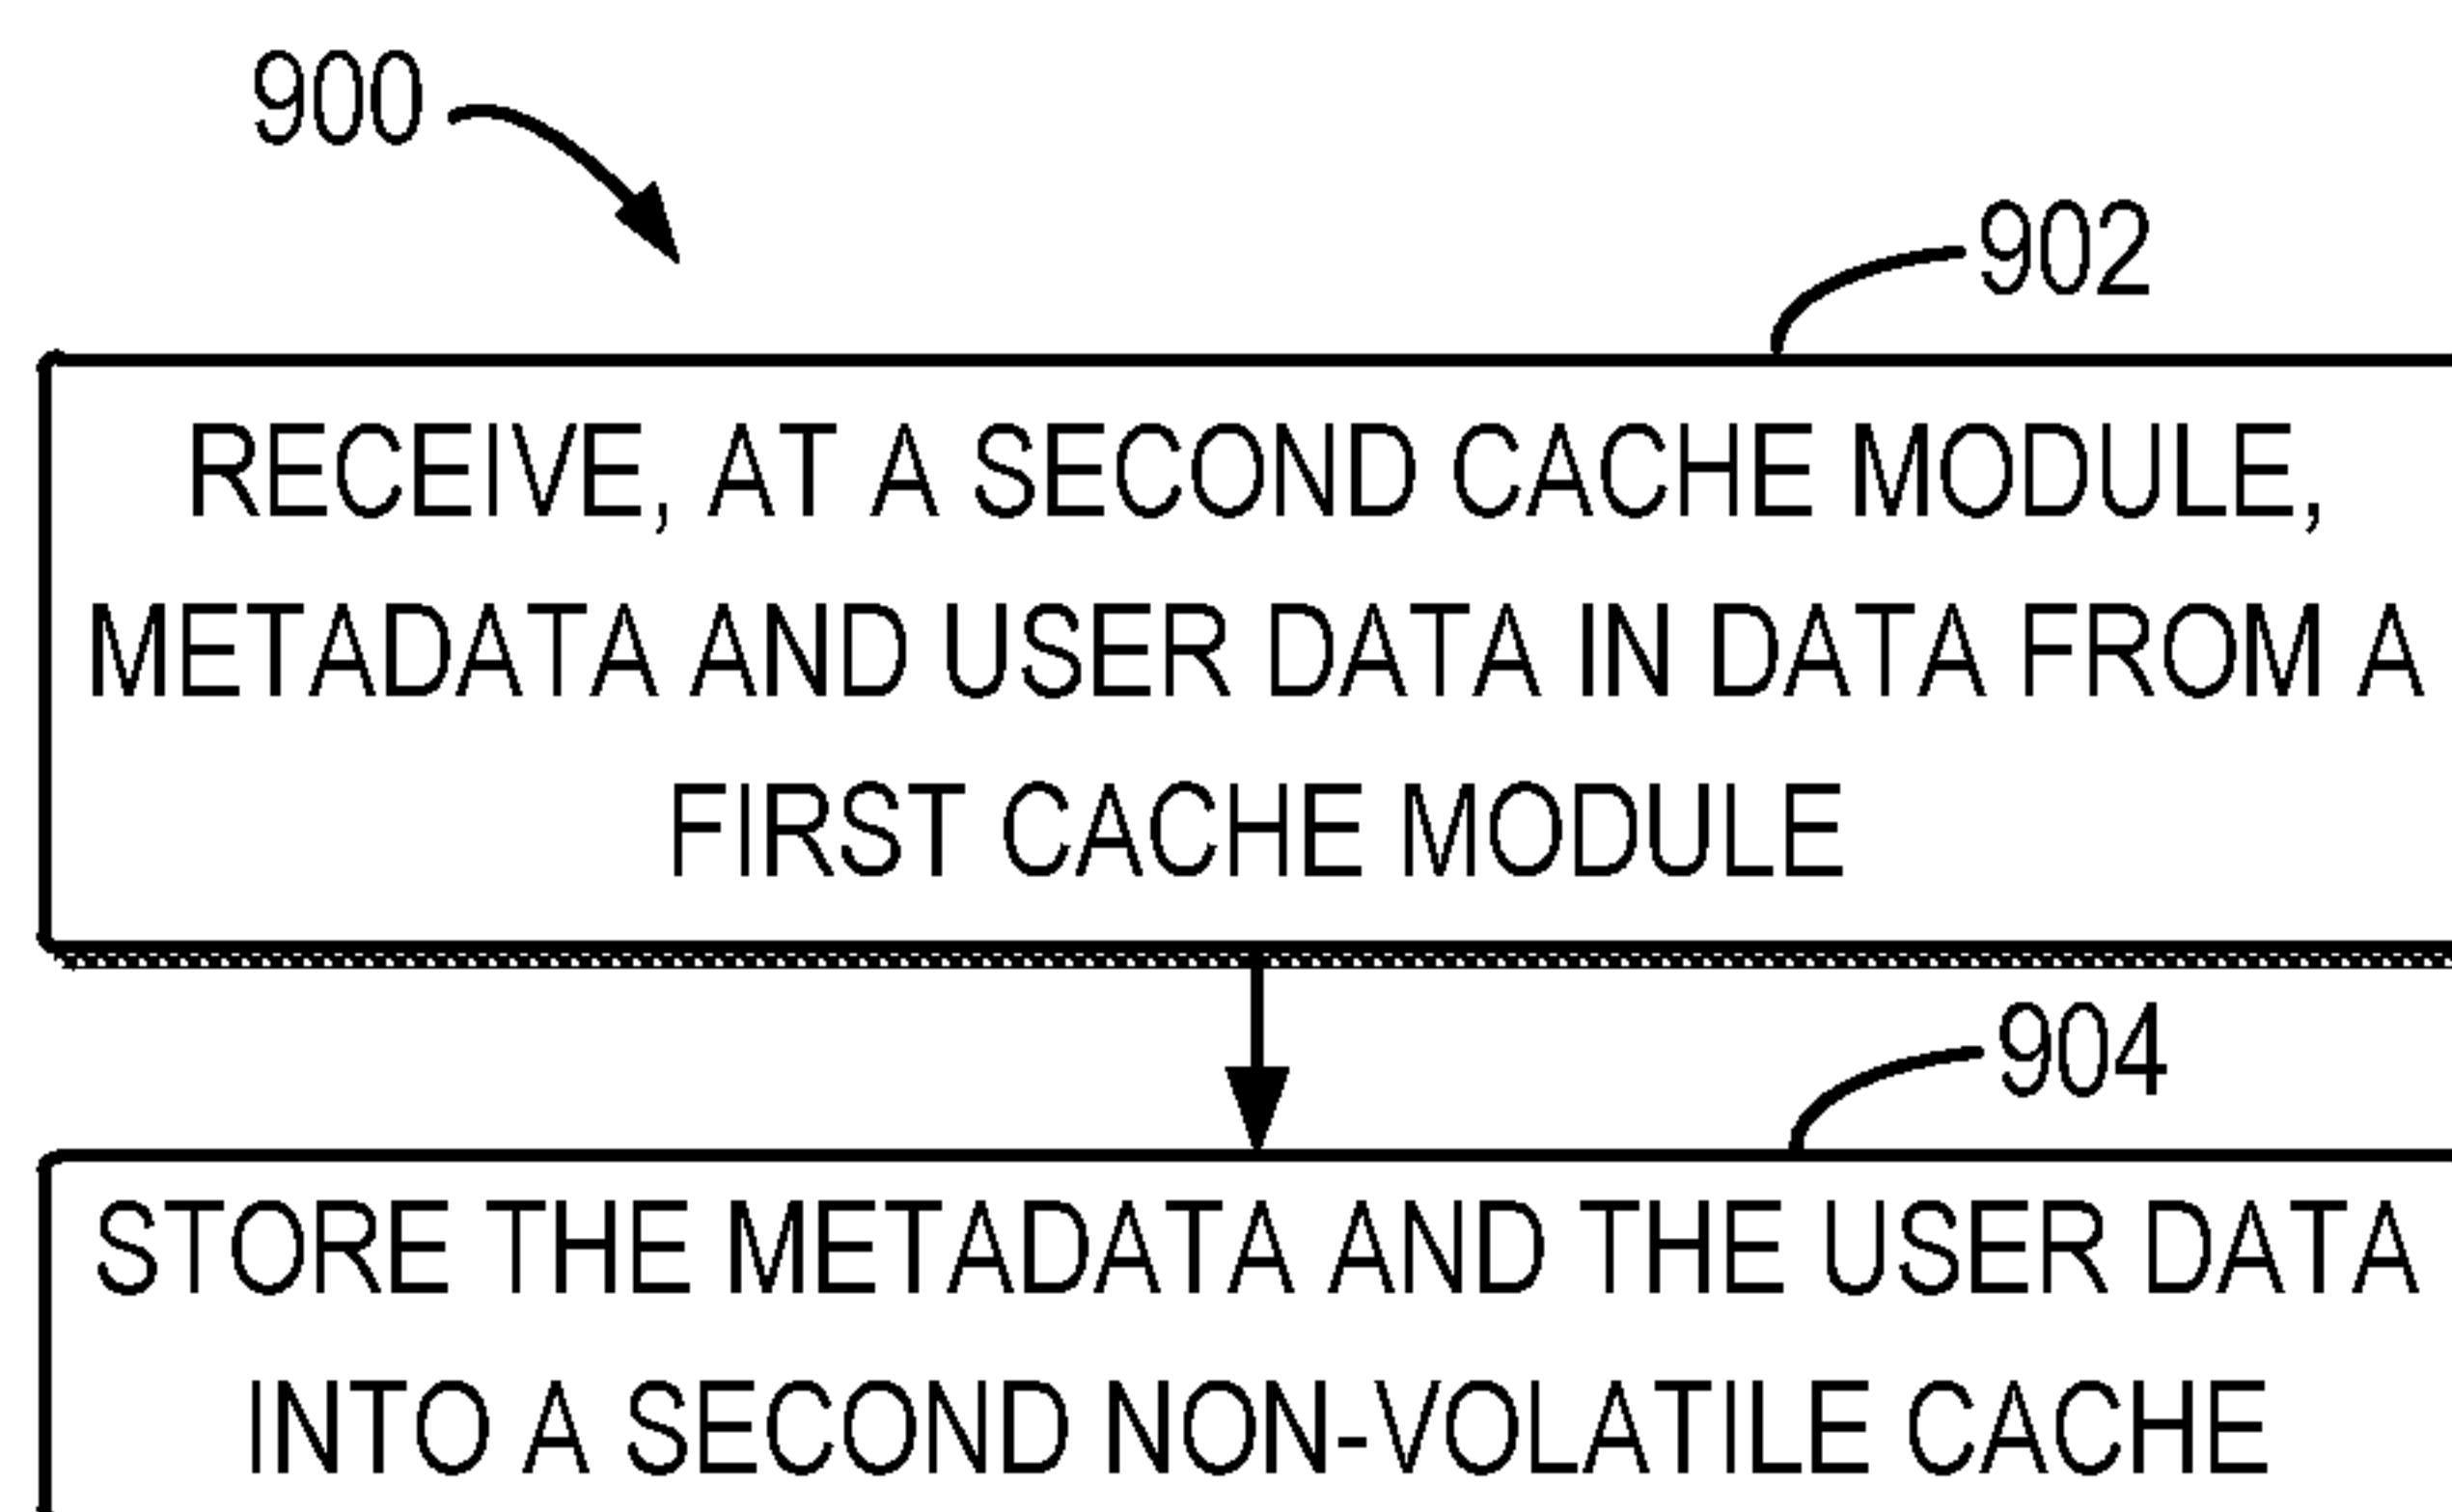 900
902
RECEIVE, AT A SECOND CACHE MODULE,
METADATA AND USER DATA IN DATA FROM A
FIRST CACHE MODULE
904
STORE THE METADATA AND THE USER DATA
INTO A SECOND NON-VOLATILE CACHE